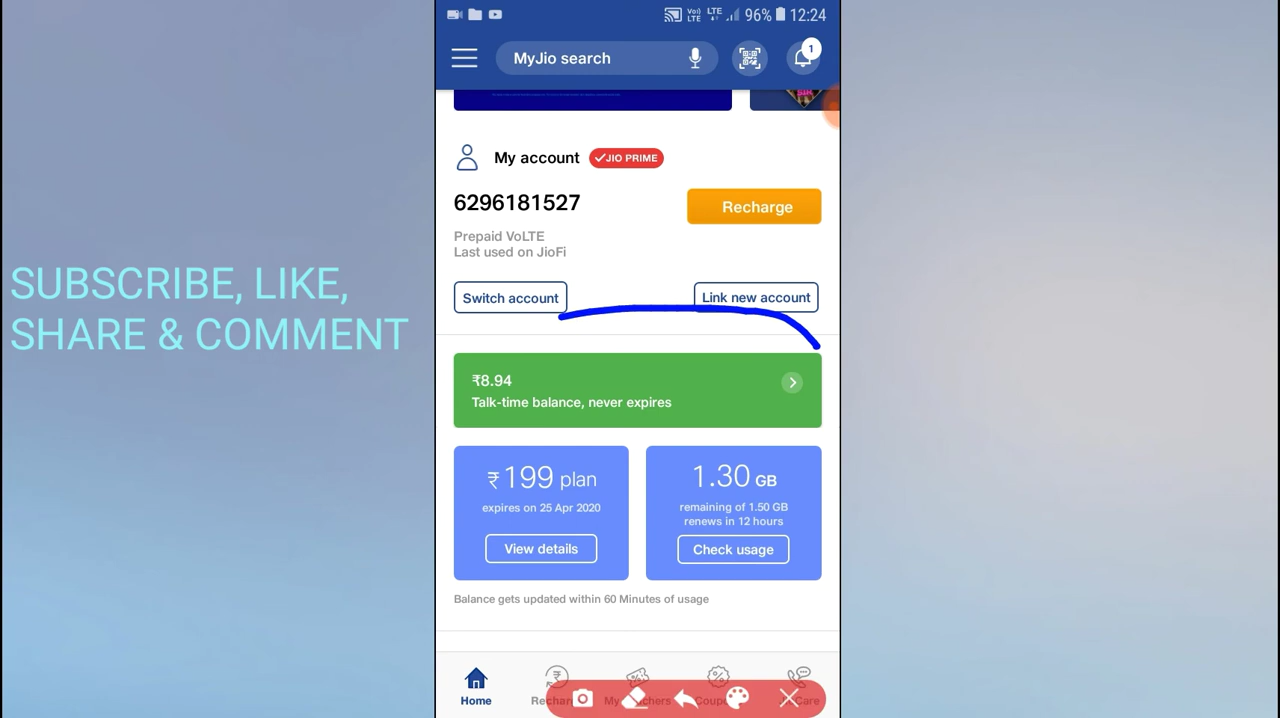 SUBSCRIBE, LIKE,
SHARE & COMMENT
Vo) LTE LTE 96% 12:24
MyJio search
1
My account JIO PRIME
6296181527
Recharge
Prepaid VoLTE
Last used on JioFi
Switch account
Link new account
₹8.94
Talk-time balance, never expires
₹199 plan
expires on 25 Apr 2020
View details
1.30 GB
remaining of 1.50 GB
renews in 12 hours
Check usage
Balance gets updated within 60 Minutes of usage
Home